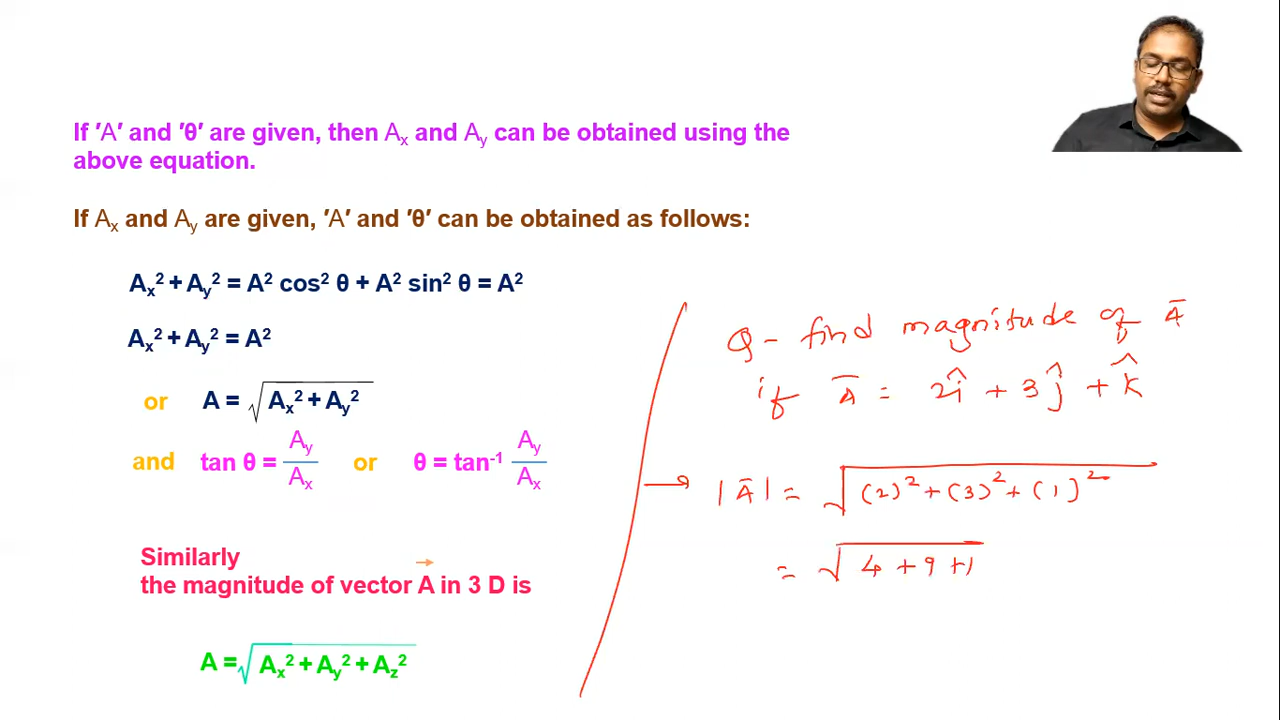 If ′A′ and ′θ′ are given, then Aₓ and Aᵧ can be obtained using the
above equation.
If Aₓ and Aᵧ are given, ′A′ and ′θ′ can be obtained as follows:
Aₓ² + Aᵧ² = A² cos² θ + A² sin² θ = A²
Aₓ² + Aᵧ² = A²
or A = √(Aₓ² + Aᵧ²)
and tan θ = Aᵧ/Aₓ or θ = tan⁻¹ Aᵧ/Aₓ
Similarly
the magnitude of vector A⃗ in 3 D is
A = √(Aₓ² + Aᵧ² + A_z²)
Q - find magnitude of A̅
if A̅ = 2î + 3ĵ + k̂
→ |A̅| = √((2)² + (3)² + (1)²)
= √(4 + 9 + 1)